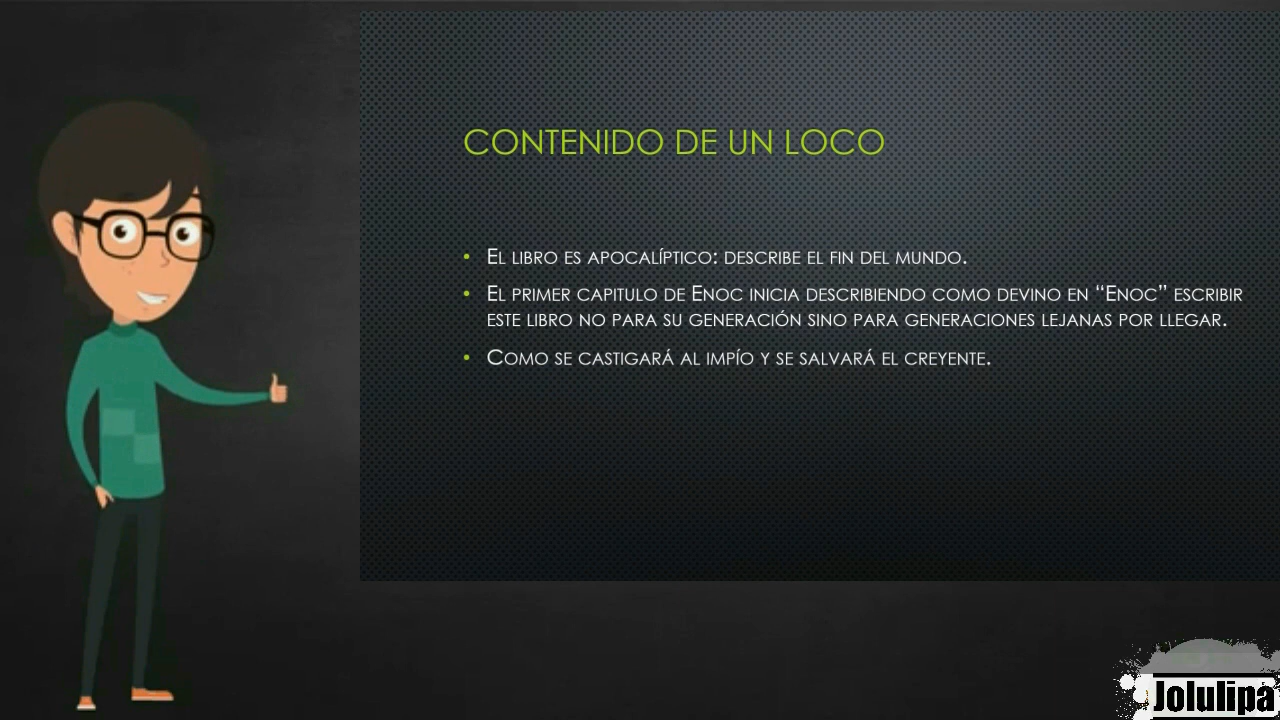 CONTENIDO DE UN LOCO
• El libro es apocalíptico: describe el fin del mundo.
• El primer capitulo de Enoc inicia describiendo como devino en “Enoc” escribir
este libro no para su generación sino para generaciones lejanas por llegar.
• Como se castigará al impío y se salvará el creyente.
Jolulipa